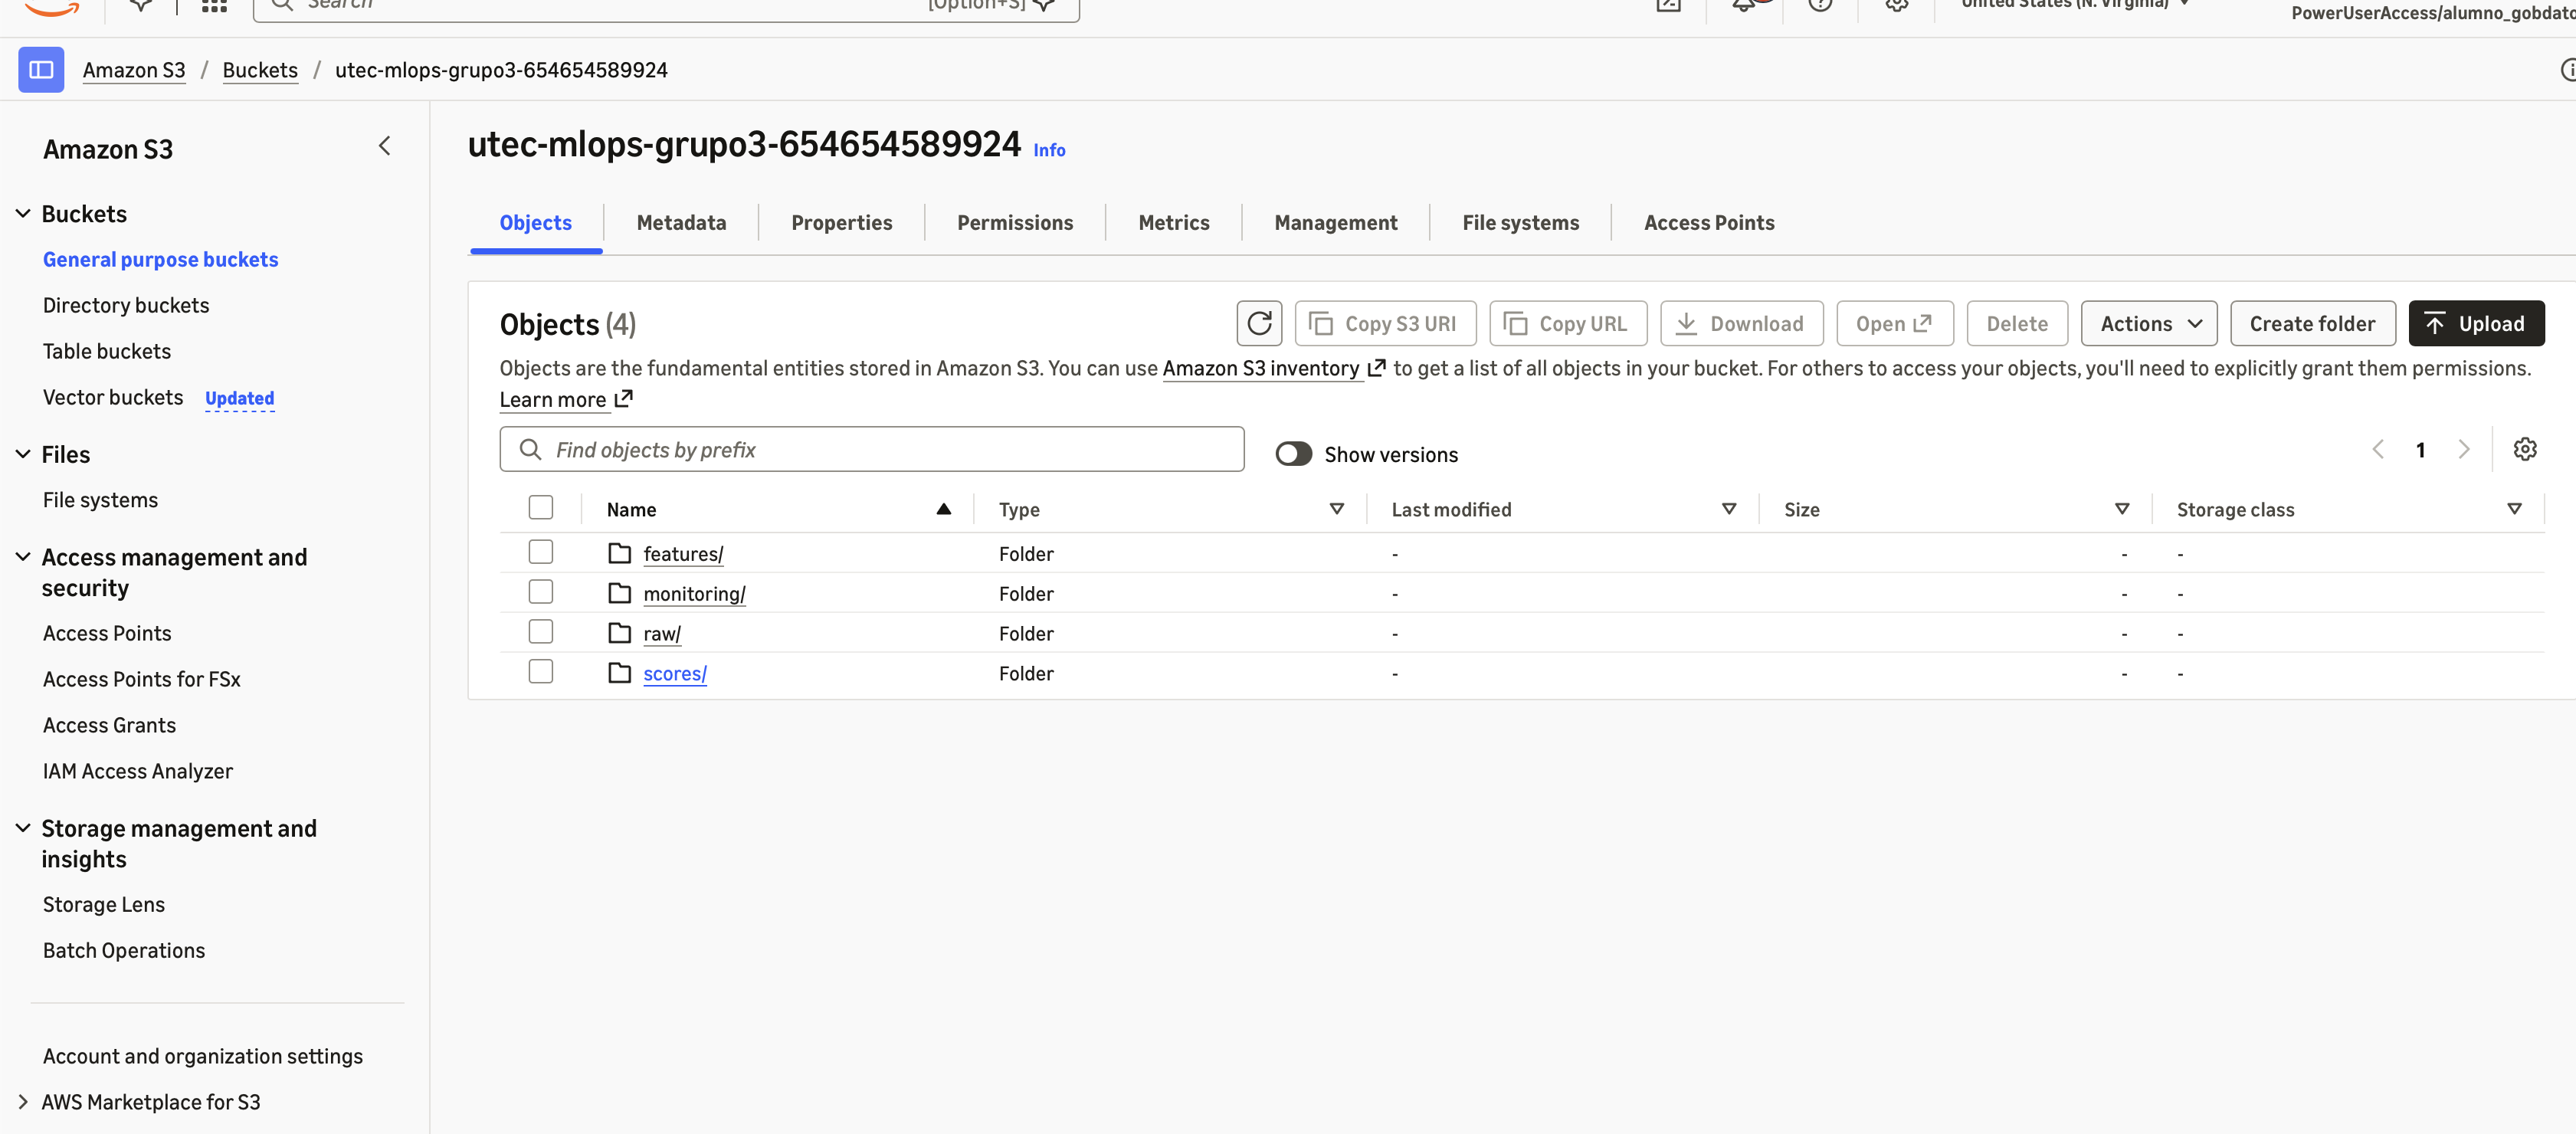 Search
[Option+S]
United States (N. Virginia)
PowerUserAccess/alumno_gobdato
Amazon S3 / Buckets / utec-mlops-grupo3-654654589924
Amazon S3
Buckets
General purpose buckets
Directory buckets
Table buckets
Vector buckets Updated
Files
File systems
Access management and
security
Access Points
Access Points for FSx
Access Grants
IAM Access Analyzer
Storage management and
insights
Storage Lens
Batch Operations
Account and organization settings
AWS Marketplace for S3
utec-mlops-grupo3-654654589924 Info
Objects Metadata Properties Permissions Metrics Management File systems Access Points
Objects (4)
Copy S3 URI Copy URL Download Open Delete Actions Create folder Upload
Objects are the fundamental entities stored in Amazon S3. You can use Amazon S3 inventory to get a list of all objects in your bucket. For others to access your objects, you'll need to explicitly grant them permissions.
Learn more
Find objects by prefix
Show versions
1
Name Type Last modified Size Storage class
features/ Folder - - -
monitoring/ Folder - - -
raw/ Folder - - -
scores/ Folder - - -